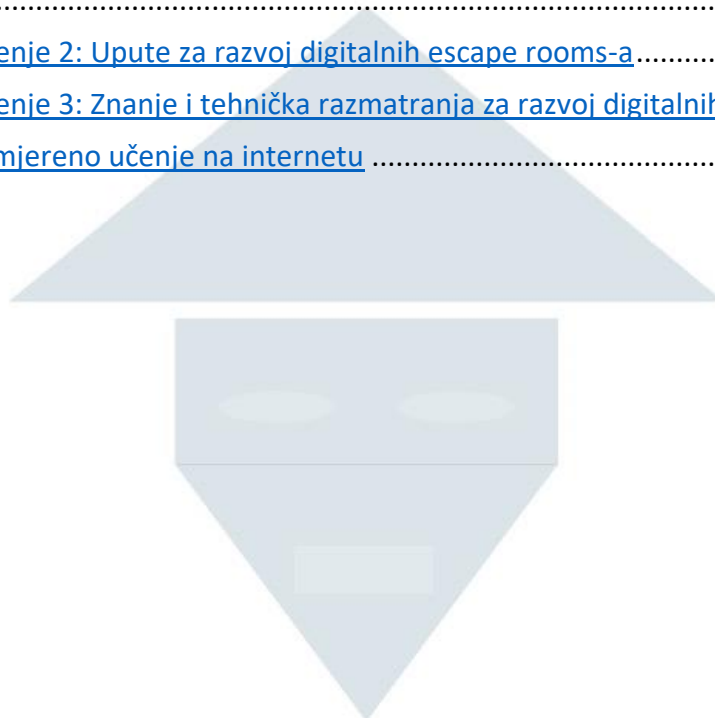 ....................................................................................
enje 2: Upute za razvoj digitalnih escape rooms-a...........
enje 3: Znanje i tehnička razmatranja za razvoj digitalnih
mjereno učenje na internetu .......................................